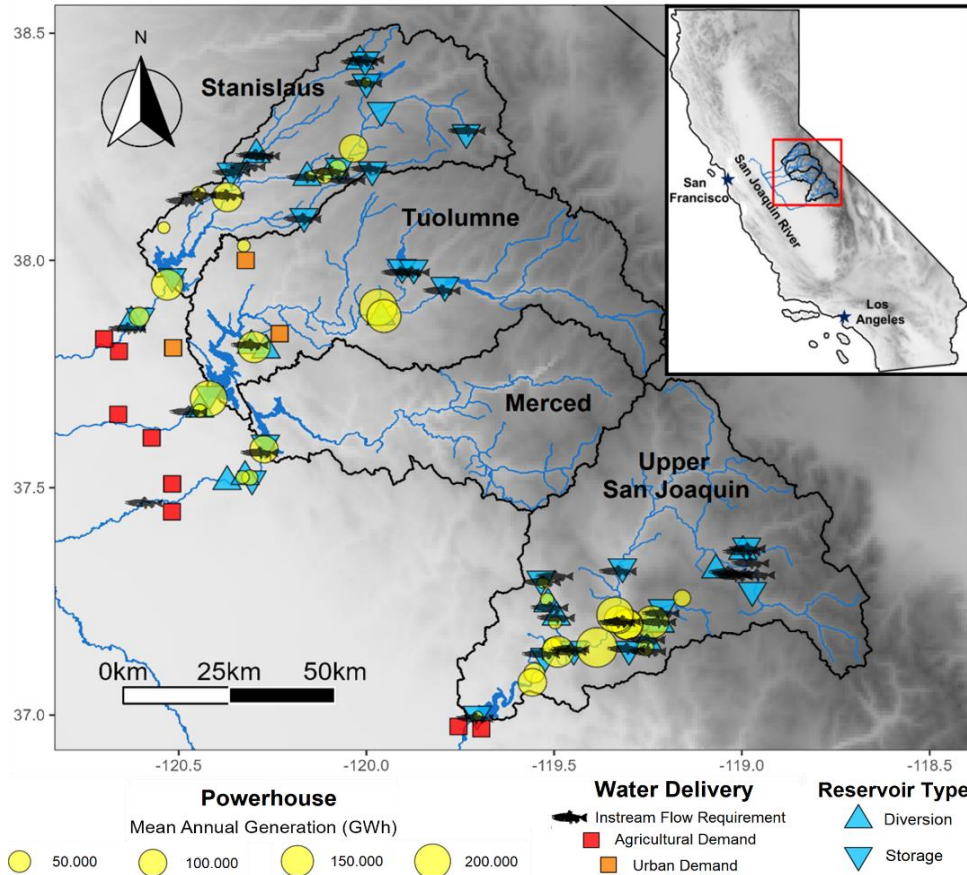 38.5
38.0
37.5
37.0
N
Stanislaus
Tuolumne
Merced
Upper
San Joaquin
0km 25km 50km
San
Francisco
San Joaquin River
Los
Angeles
-120.5 -120.0 -119.5 -119.0 -118.5
Powerhouse
Mean Annual Generation (GWh)
50.000 100.000 150.000 200.000
Water Delivery
Instream Flow Requirement
Agricultural Demand
Urban Demand
Reservoir Type
Diversion
Storage